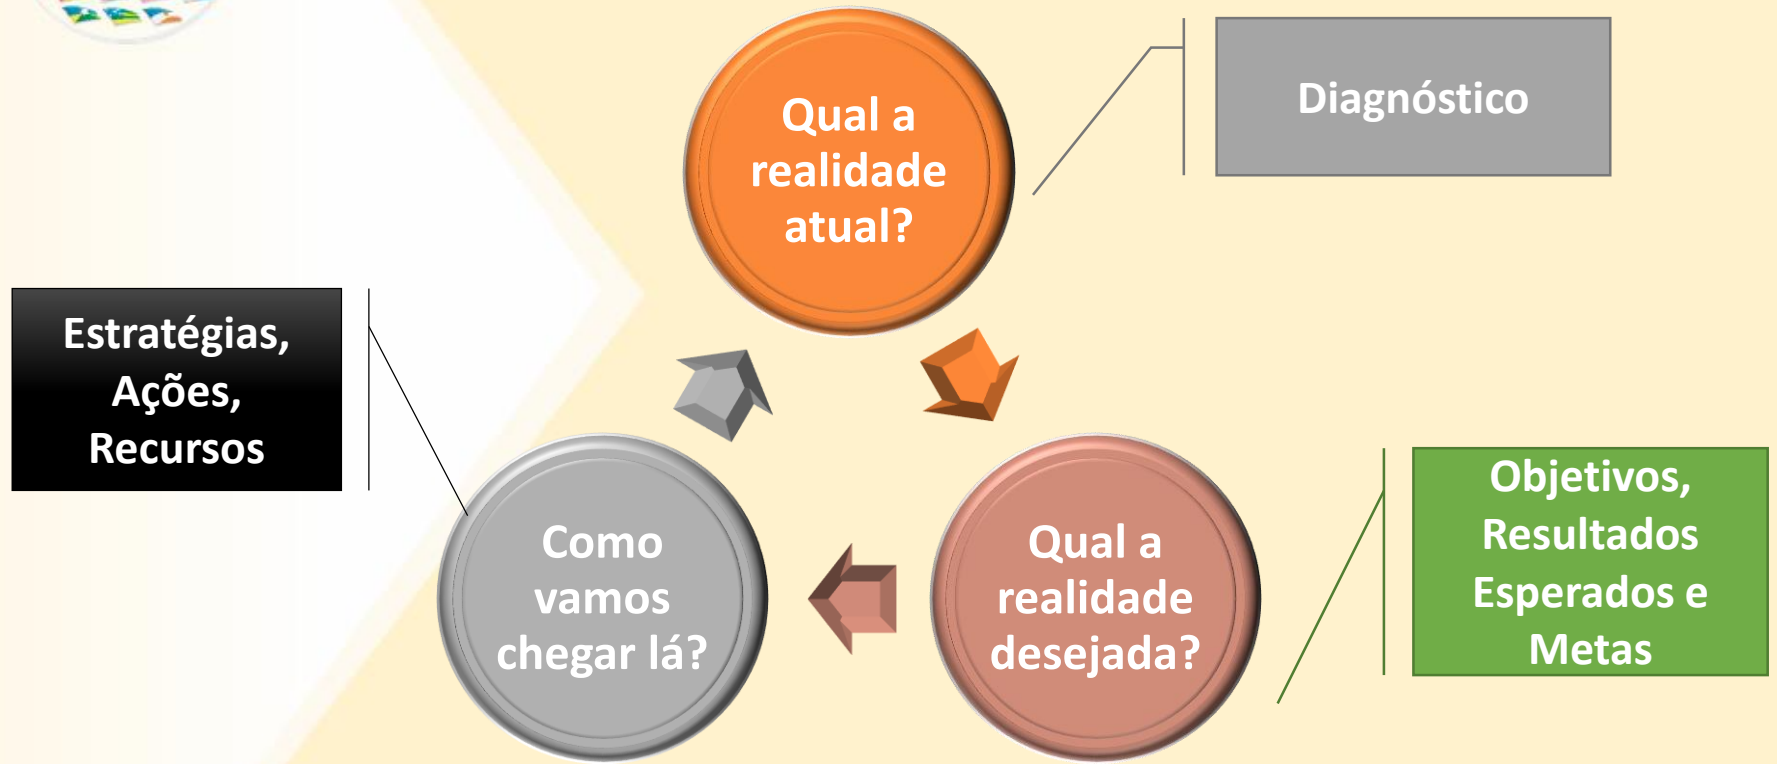 Qual a
realidade
atual?
Diagnóstico
Estratégias,
Ações,
Recursos
Como
vamos
chegar lá?
Qual a
realidade
desejada?
Objetivos,
Resultados
Esperados e
Metas